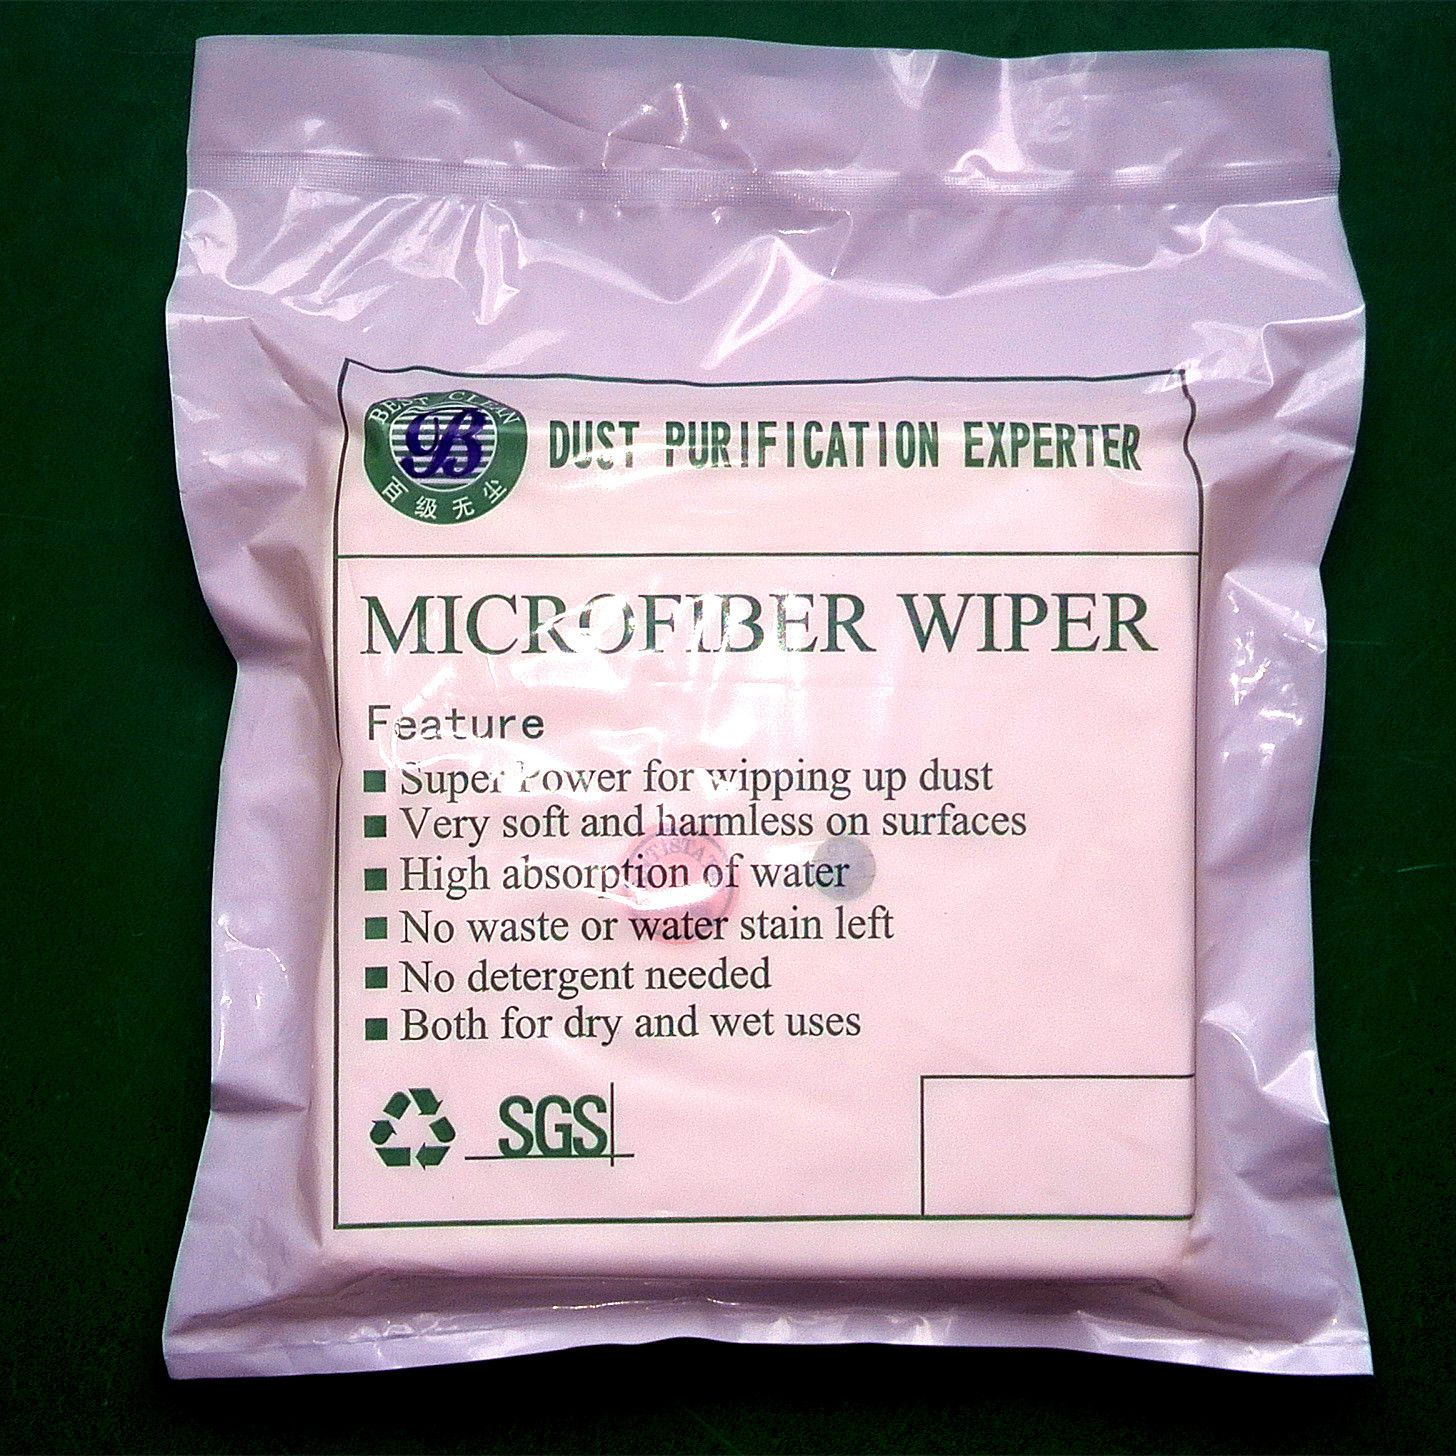 BEST CLEAN
B
百级无尘
DUST PURIFICATION EXPERTER
MICROFIBER WIPER
Feature
Super Power for wipping up dust
Very soft and harmless on surfaces
High absorption of water
No waste or water stain left
No detergent needed
Both for dry and wet uses
SGS